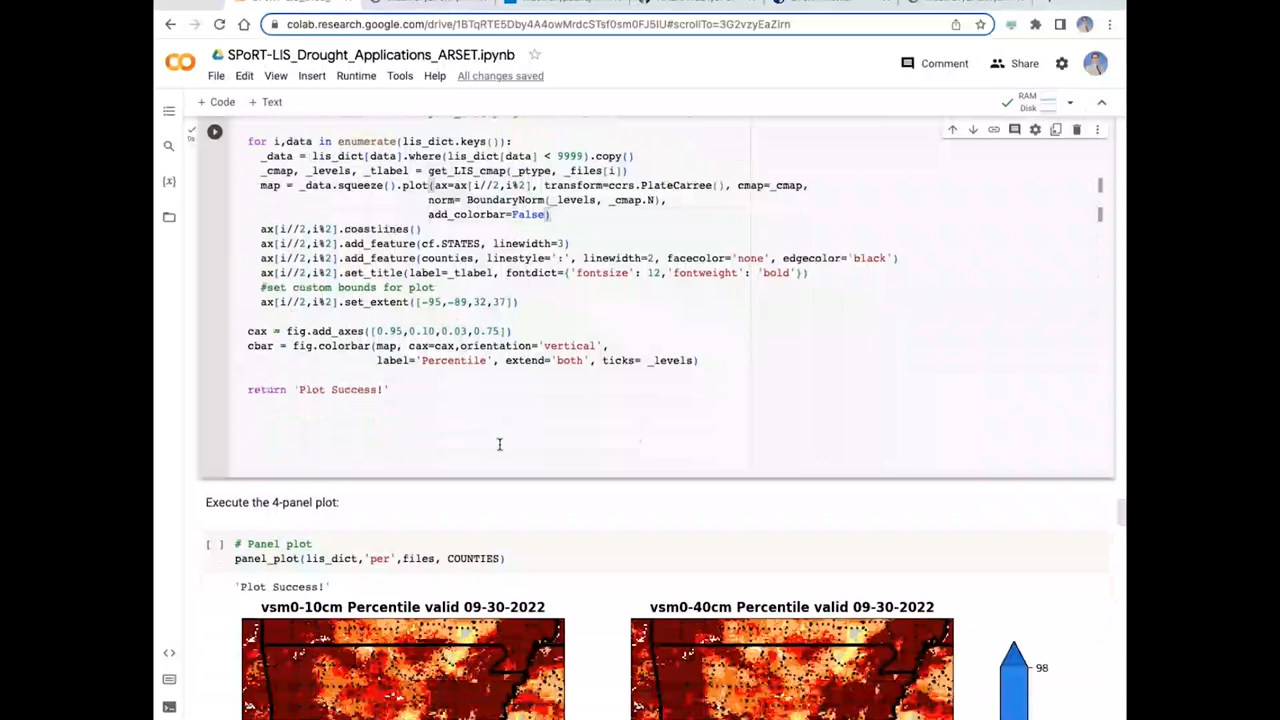 colab.research.google.com/drive/1BTqRTE5Dby4A4owMrdcSTsf0sm0FJ5IU#scrollTo=3G2vzyEaZirn
SPoRT-LIS_Drought_Applications_ARSET.ipynb
Comment
Share
File Edit View Insert Runtime Tools Help All changes saved
+ Code + Text
RAM
Disk
for i,data in enumerate(lis_dict.keys()):
_data = lis_dict[data].where(lis_dict[data] < 9999).copy()
_cmap, _levels, _tlabel = get_LIS_cmap(_ptype, _files[i])
map = _data.squeeze().plot(ax=ax[i//2,i%2], transform=ccrs.PlateCarree(), cmap=_cmap,
norm= BoundaryNorm(_levels, _cmap.N),
add_colorbar=False)
ax[i//2,i%2].coastlines()
ax[i//2,i%2].add_feature(cf.STATES, linewidth=3)
ax[i//2,i%2].add_feature(counties, linestyle=':', linewidth=2, facecolor='none', edgecolor='black')
ax[i//2,i%2].set_title(label=_tlabel, fontdict={'fontsize': 12,'fontweight': 'bold'})
#set custom bounds for plot
ax[i//2,i%2].set_extent([-95,-89,32,37])
cax = fig.add_axes([0.95,0.10,0.03,0.75])
cbar = fig.colorbar(map, cax=cax,orientation='vertical',
label='Percentile', extend='both', ticks= _levels)
return 'Plot Success!'
Execute the 4-panel plot:
[ ] # Panel plot
panel_plot(lis_dict,'per',files, COUNTIES)
'Plot Success!'
vsm0-10cm Percentile valid 09-30-2022
vsm0-40cm Percentile valid 09-30-2022
98